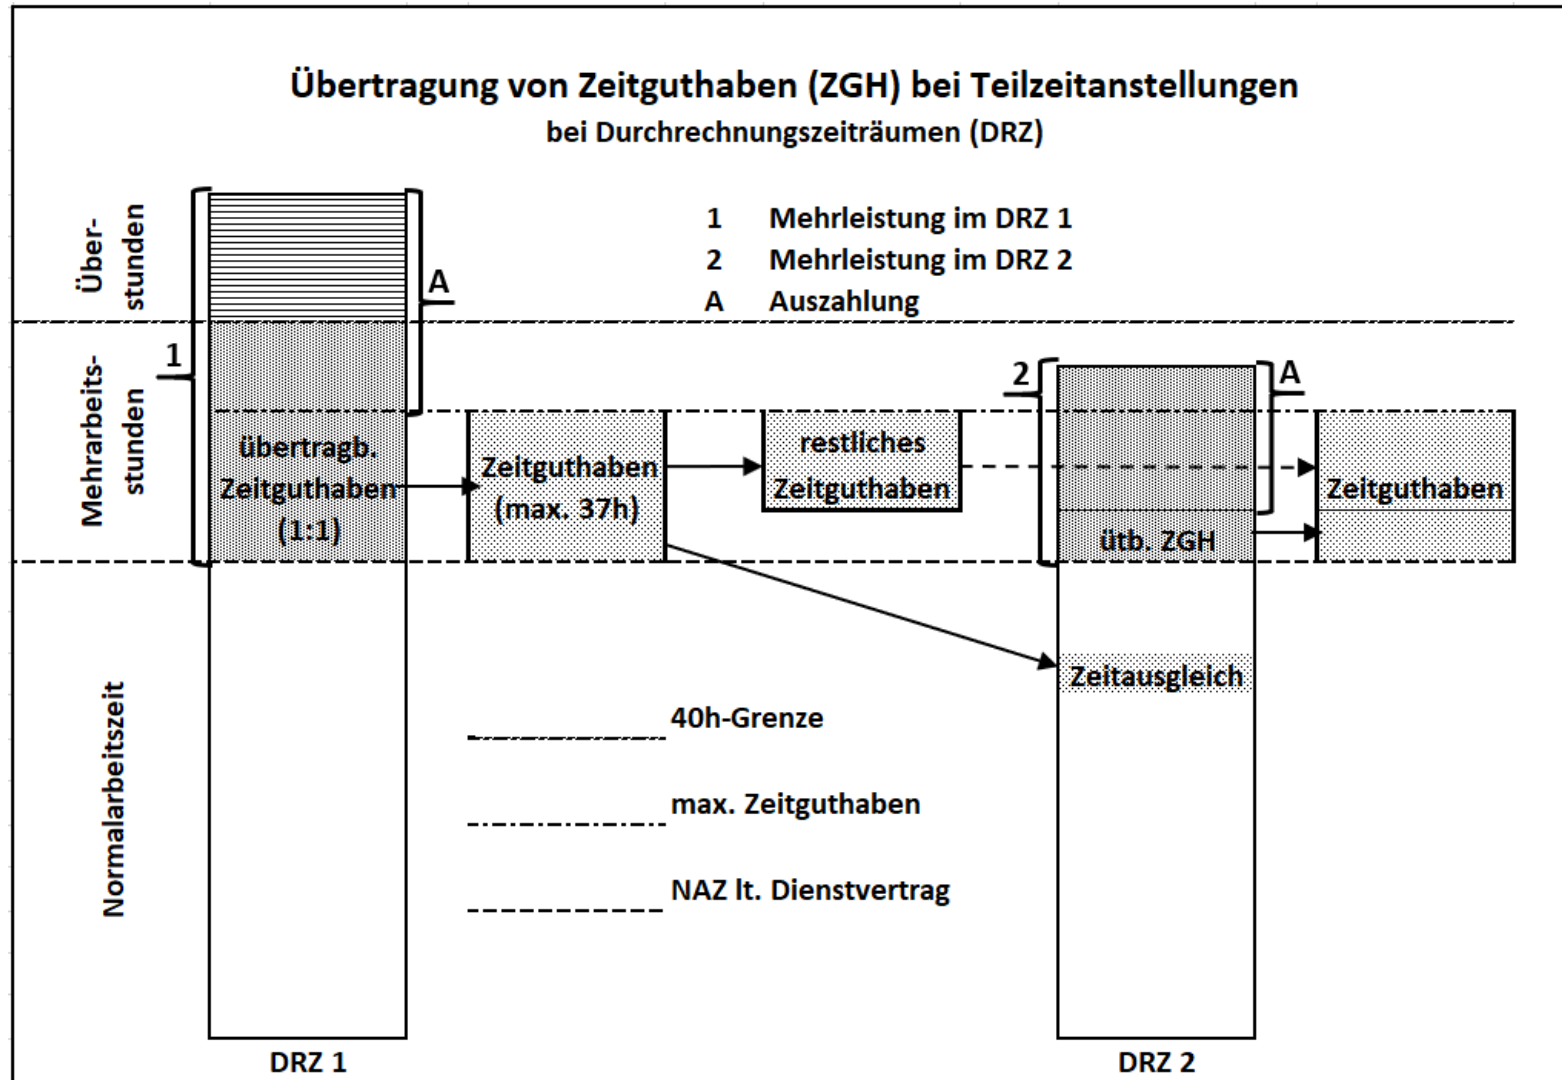 Übertragung von Zeitguthaben (ZGH) bei Teilzeitanstellungen
bei Durchrechnungszeiträumen (DRZ)
Über-
stunden
A
1 Mehrleistung im DRZ 1
2 Mehrleistung im DRZ 2
A Auszahlung
Mehrarbeits-
stunden
1
übertragb.
Zeitguthaben
(1:1)
Zeitguthaben
(max. 37h)
restliches
Zeitguthaben
2
A
ütb. ZGH
Zeitguthaben
Zeitausgleich
Normalarbeitszeit
40h-Grenze
max. Zeitguthaben
NAZ lt. Dienstvertrag
DRZ 1
DRZ 2